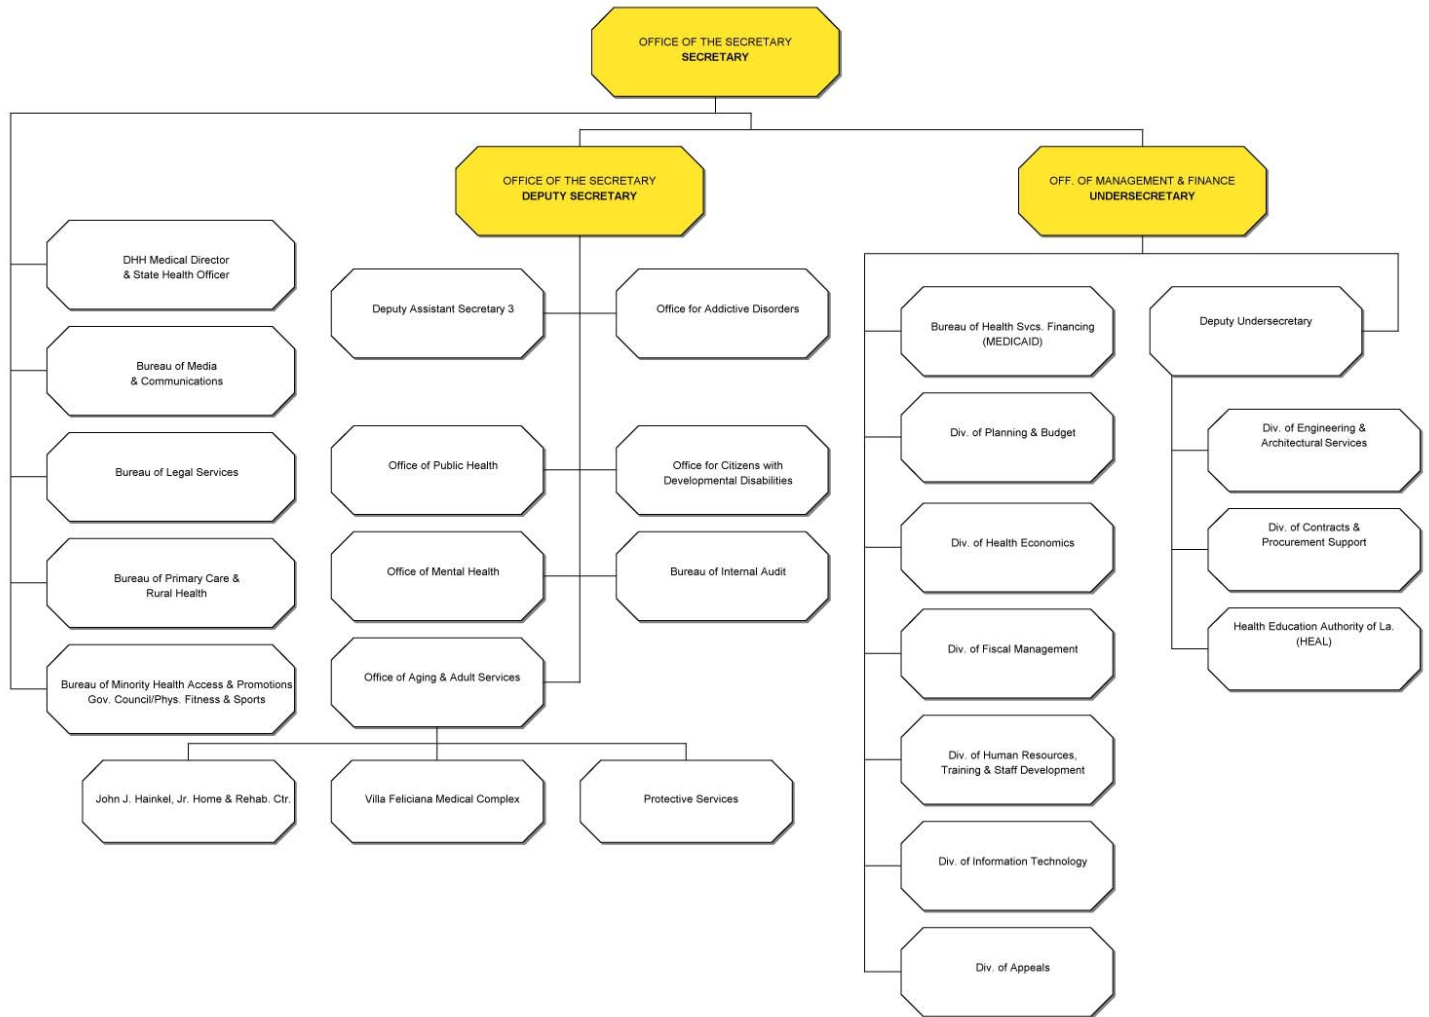 OFFICE OF THE SECRETARY
SECRETARY
OFFICE OF THE SECRETARY
DEPUTY SECRETARY
OFF. OF MANAGEMENT & FINANCE
UNDERSECRETARY
DHH Medical Director
& State Health Officer
Bureau of Media
& Communications
Bureau of Legal Services
Bureau of Primary Care &
Rural Health
Bureau of Minority Health Access & Promotions
Gov. Council/Phys. Fitness & Sports
Deputy Assistant Secretary 3
Office for Addictive Disorders
Office of Public Health
Office for Citizens with
Developmental Disabilities
Office of Mental Health
Bureau of Internal Audit
Office of Aging & Adult Services
John J. Hainkel, Jr. Home & Rehab. Ctr.
Villa Feliciana Medical Complex
Protective Services
Bureau of Health Svcs. Financing
(MEDICAID)
Div. of Planning & Budget
Div. of Health Economics
Div. of Fiscal Management
Div. of Human Resources,
Training & Staff Development
Div. of Information Technology
Div. of Appeals
Deputy Undersecretary
Div. of Engineering &
Architectural Services
Div. of Contracts &
Procurement Support
Health Education Authority of La.
(HEAL)